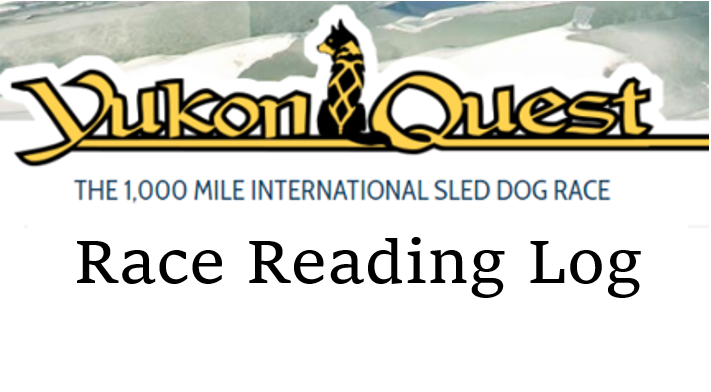 Yukon Quest
THE 1,000 MILE INTERNATIONAL SLED DOG RACE
Race Reading Log